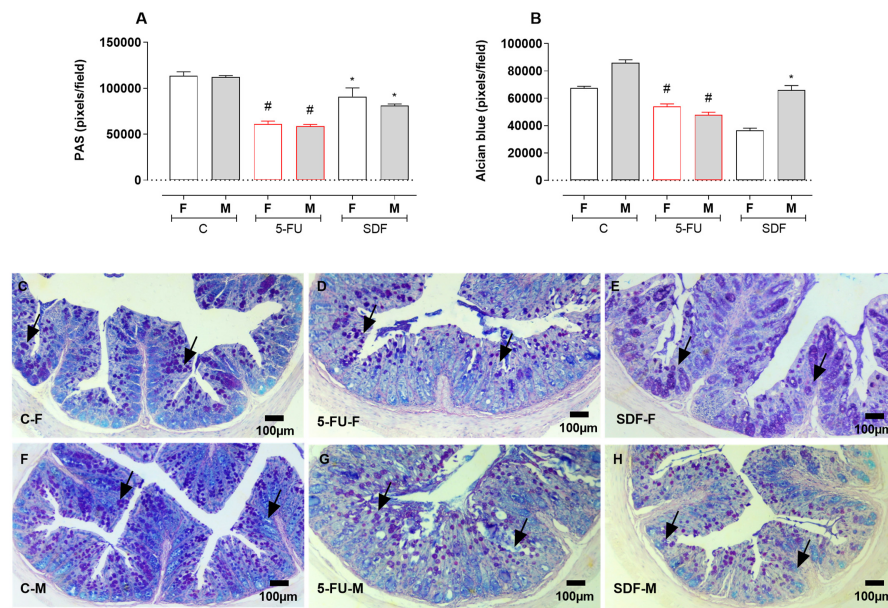 A
PAS (pixels/field)
150000
100000
50000
0
#
#
*
*
F M F M F M
C 5-FU SDF
B
Alcian blue (pixels/field)
100000
80000
60000
40000
20000
0
#
#
*
F M F M F M
C 5-FU SDF
C
C-F
100µm
D
5-FU-F
100µm
E
SDF-F
100µm
F
C-M
100µm
G
5-FU-M
100µm
H
SDF-M
100µm